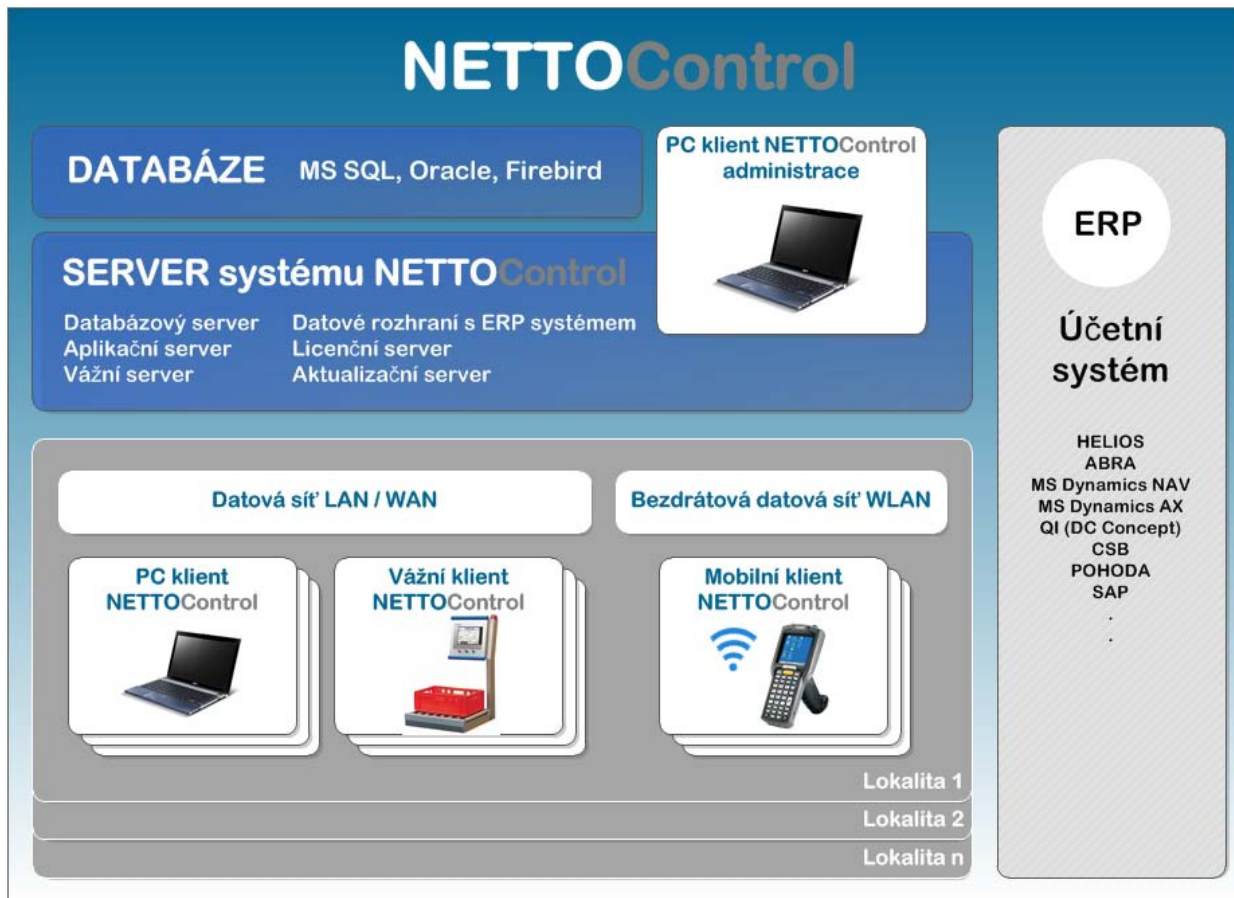 NETTOControl
DATABÁZE MS SQL, Oracle, Firebird
PC klient NETTOControl
administrace
SERVER systému NETTOControl
Databázový server Datové rozhraní s ERP systémem
Aplikační server Licenční server
Vážní server Aktualizační server
Datová síť LAN / WAN
Bezdrátová datová síť WLAN
PC klient
NETTOControl
Vážní klient
NETTOControl
Mobilní klient
NETTOControl
Lokalita 1
Lokalita 2
Lokalita n
ERP
Účetní
systém
HELIOS
ABRA
MS Dynamics NAV
MS Dynamics AX
QI (DC Concept)
CSB
POHODA
SAP
.
.